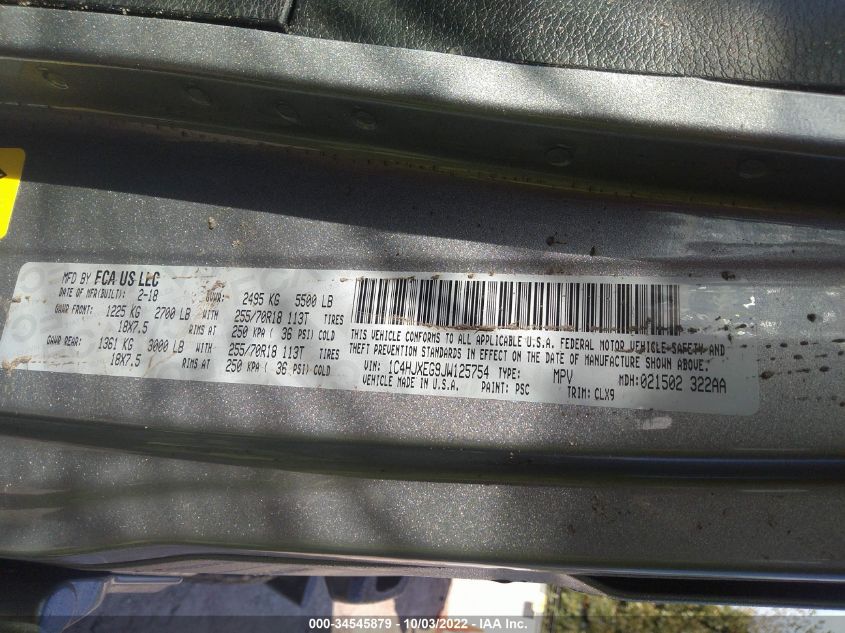 MFD BY FCA US LLC
DATE OF MFR(BUILT): 2-18 GVWR: 2495 KG 5500 LB
GAWR FRONT: 1225 KG 2700 LB WITH 255/70R18 113T TIRES
18X7.5 RIMS AT 250 KPA ( 36 PSI) COLD
GAWR REAR: 1361 KG 3000 LB WITH 255/70R18 113T TIRES
18X7.5 RIMS AT 250 KPA ( 36 PSI) COLD
THIS VEHICLE CONFORMS TO ALL APPLICABLE U.S.A. FEDERAL MOTOR VEHICLE SAFETY AND
THEFT PREVENTION STANDARDS IN EFFECT ON THE DATE OF MANUFACTURE SHOWN ABOVE.
VIN: 1C4HJXEG9JW125754 TYPE: MPV MDH:021502 322AA
VEHICLE MADE IN U.S.A. PAINT: PSC TRIM: CLX9
000-34545879 - 10/03/2022 - IAA Inc.